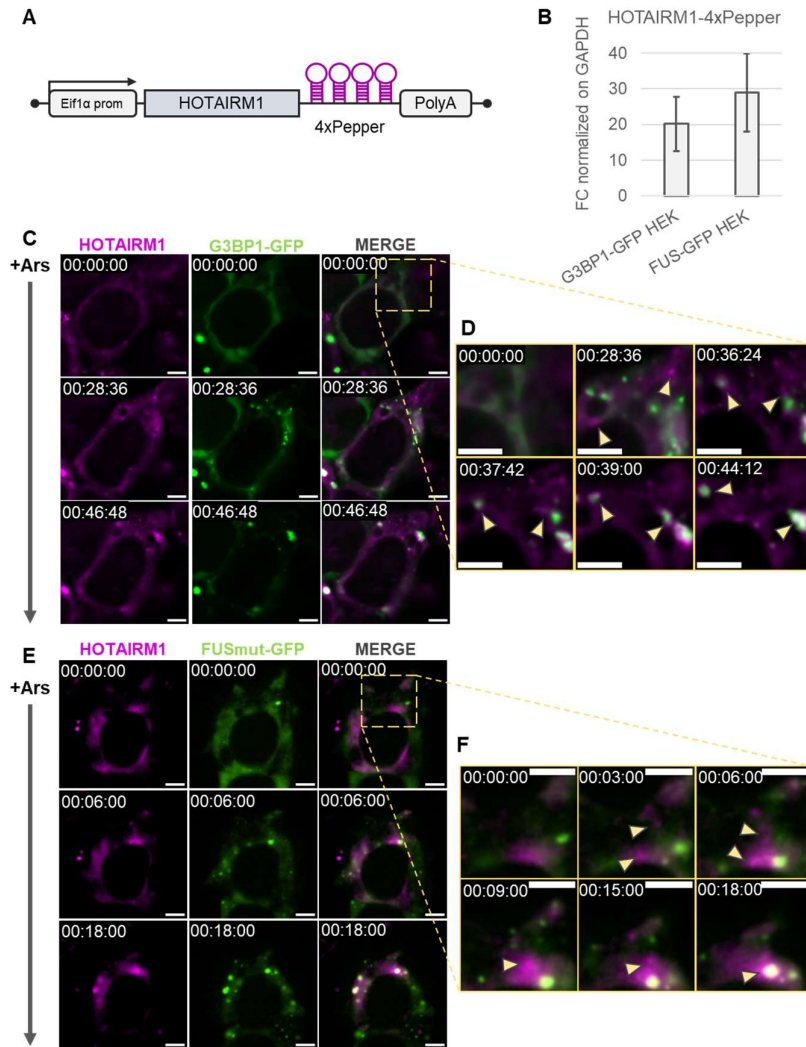 A
Eif1α prom
HOTAIRM1
4xPepper
PolyA
B
HOTAIRM1-4xPepper
FC normalized on GAPDH
40
30
20
10
0
G3BP1-GFP HEK
FUS-GFP HEK
C
HOTAIRM1
G3BP1-GFP
MERGE
+Ars
00:00:00
00:00:00
00:00:00
00:28:36
00:28:36
00:28:36
00:46:48
00:46:48
00:46:48
D
00:00:00
00:28:36
00:36:24
00:37:42
00:39:00
00:44:12
E
HOTAIRM1
FUSmut-GFP
MERGE
+Ars
00:00:00
00:00:00
00:00:00
00:06:00
00:06:00
00:06:00
00:18:00
00:18:00
00:18:00
F
00:00:00
00:03:00
00:06:00
00:09:00
00:15:00
00:18:00